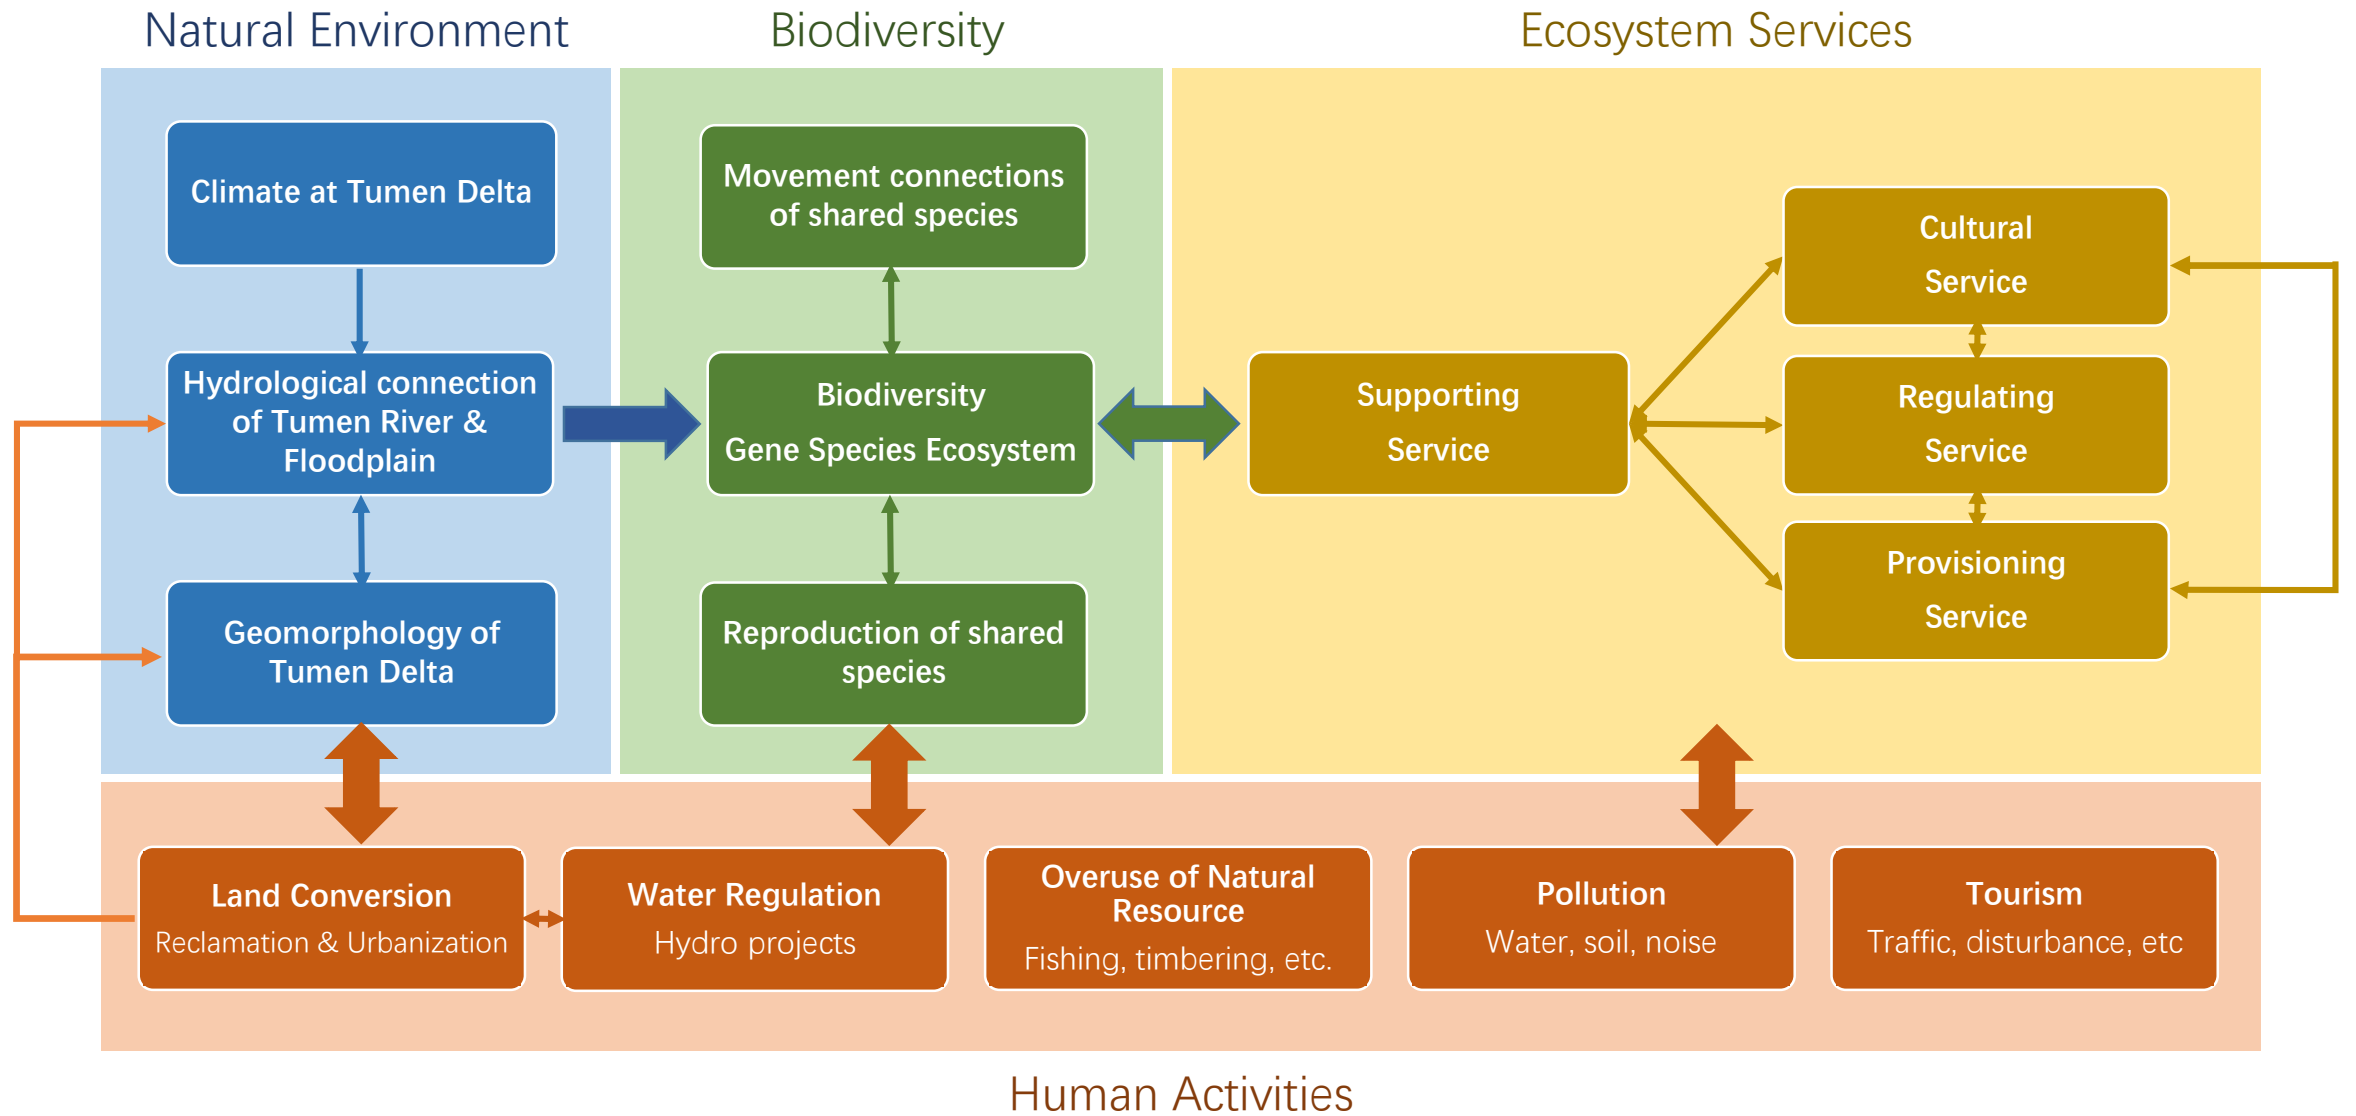 Natural Environment
Biodiversity
Ecosystem Services
Climate at Tumen Delta
Hydrological connection
of Tumen River &
Floodplain
Geomorphology of
Tumen Delta
Movement connections
of shared species
Biodiversity
Gene Species Ecosystem
Reproduction of shared
species
Supporting
Service
Cultural
Service
Regulating
Service
Provisioning
Service
Land Conversion
Reclamation & Urbanization
Water Regulation
Hydro projects
Overuse of Natural
Resource
Fishing, timbering, etc.
Pollution
Water, soil, noise
Tourism
Traffic, disturbance, etc
Human Activities